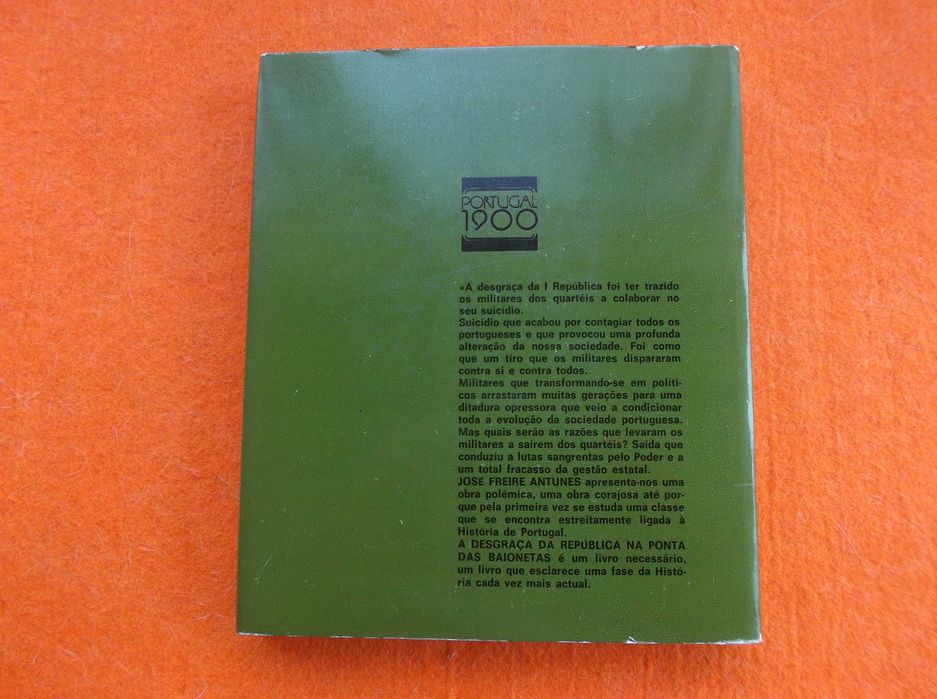 PORTUGAL
1900
«A desgraça da I República foi ter trazido
os militares dos quartéis a colaborar no
seu suicídio.
Suicídio que acabou por contagiar todos os
portugueses e que provocou uma profunda
alteração da nossa sociedade. Foi como
que um tiro que os militares dispararam
contra si e contra todos.
Militares que transformando-se em políti-
cos arrastaram muitas gerações para uma
ditadura opressora que veio a condicionar
toda a evolução da sociedade portuguesa.
Mas quais serão as razões que levaram os
militares a saírem dos quartéis? Saída que
conduziu a lutas sangrentas pelo Poder e a
um total fracasso da gestão estatal.
JOSÉ FREIRE ANTUNES apresenta-nos uma
obra polémica, uma obra corajosa até por-
que pela primeira vez se estuda uma classe
que se encontra estreitamente ligada à
História de Portugal.
A DESGRAÇA DA REPÚBLICA NA PONTA
DAS BAIONETAS é um livro necessário,
um livro que esclarece uma fase da Histó-
ria cada vez mais actual.